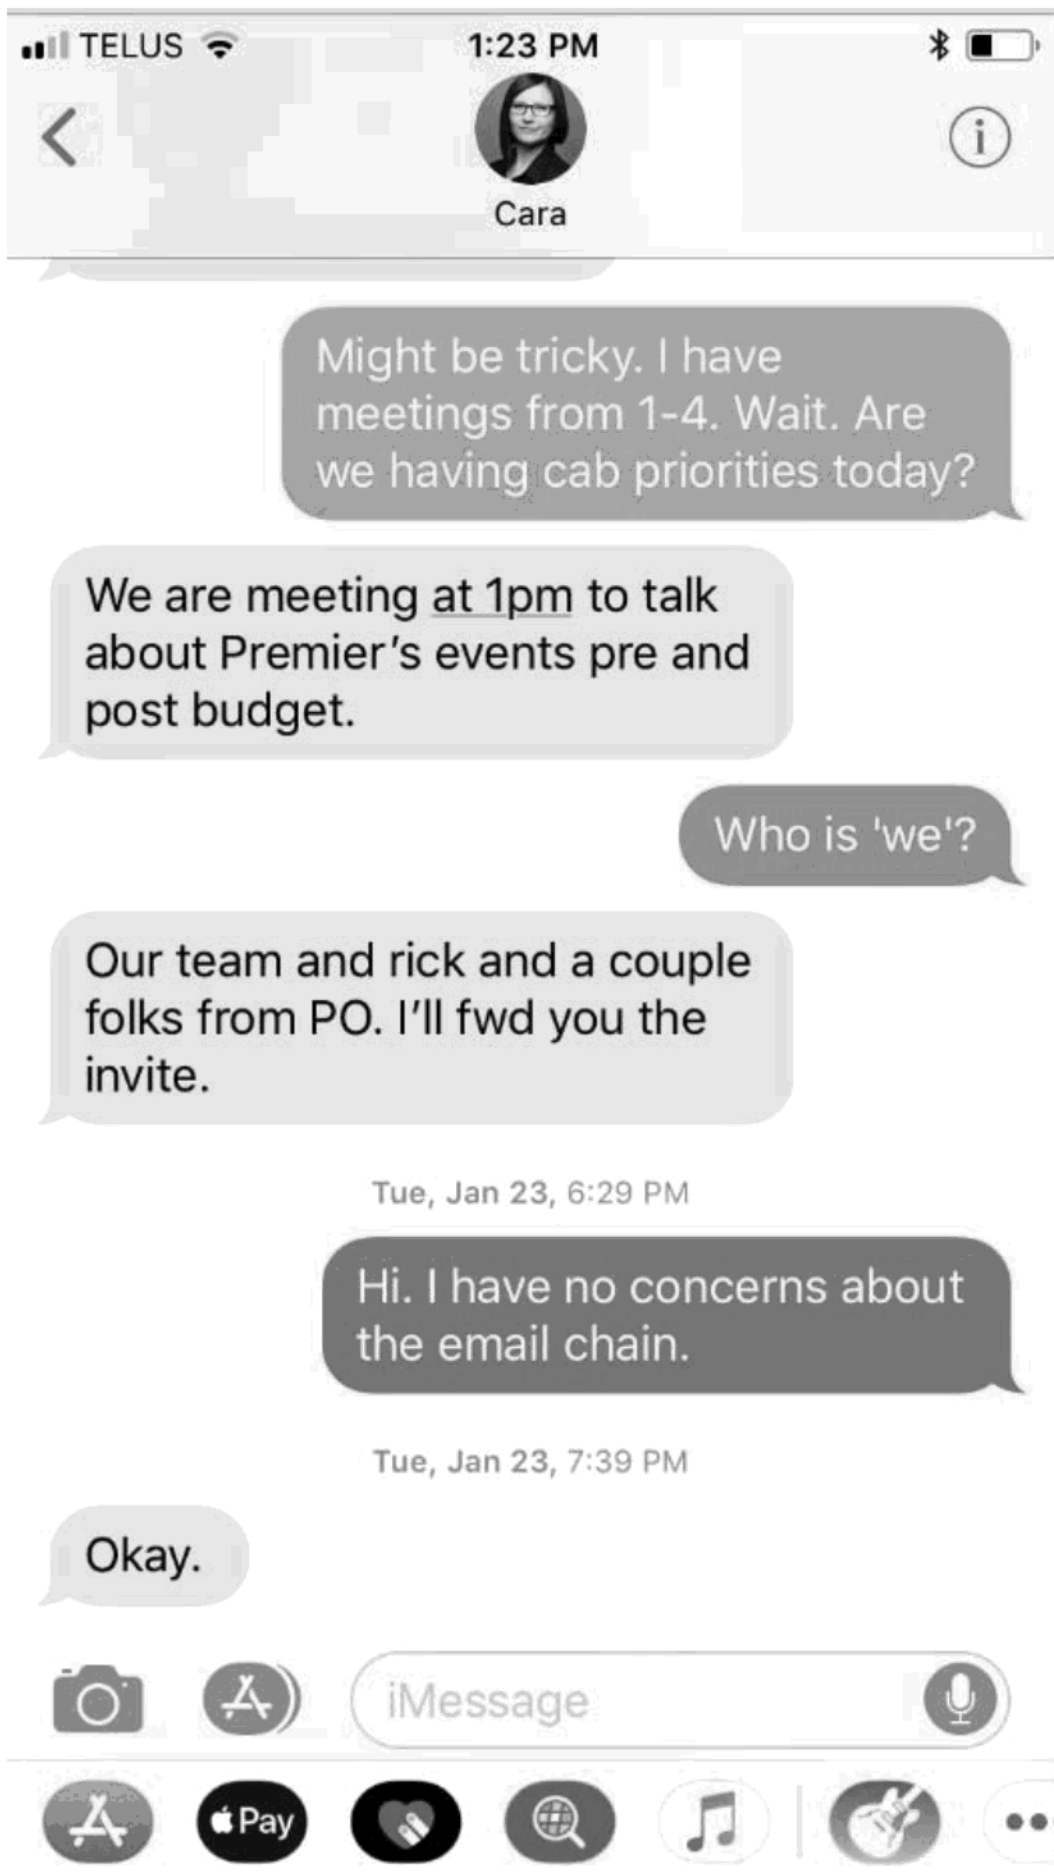 TELUS 1:23 PM
Cara
Might be tricky. I have
meetings from 1-4. Wait. Are
we having cab priorities today?
We are meeting at 1pm to talk
about Premier's events pre and
post budget.
Who is 'we'?
Our team and rick and a couple
folks from PO. I'll fwd you the
invite.
Tue, Jan 23, 6:29 PM
Hi. I have no concerns about
the email chain.
Tue, Jan 23, 7:39 PM
Okay.
iMessage
Pay